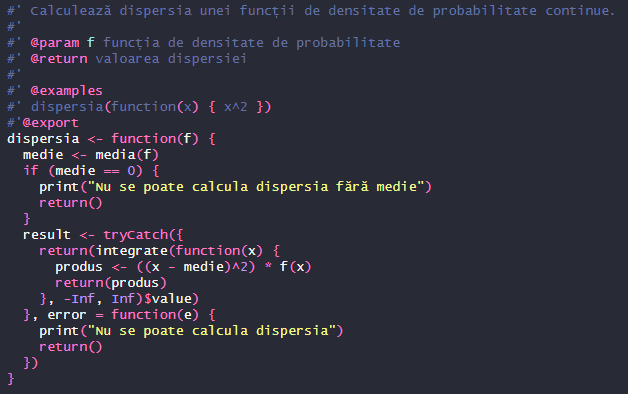 #' Calculează dispersia unei funcții de densitate de probabilitate continue.
#'
#' @param f funcția de densitate de probabilitate
#' @return valoarea dispersiei
#'
#' @examples
#' dispersia(function(x) { x^2 })
#'@export
dispersia <- function(f) {
  medie <- media(f)
  if (medie == 0) {
    print("Nu se poate calcula dispersia fără medie")
    return()
  }
  result <- tryCatch({
    return(integrate(function(x) {
      produs <- ((x - medie)^2) * f(x)
      return(produs)
    }, -Inf, Inf)$value)
  }, error = function(e) {
    print("Nu se poate calcula dispersia")
    return()
  })
}